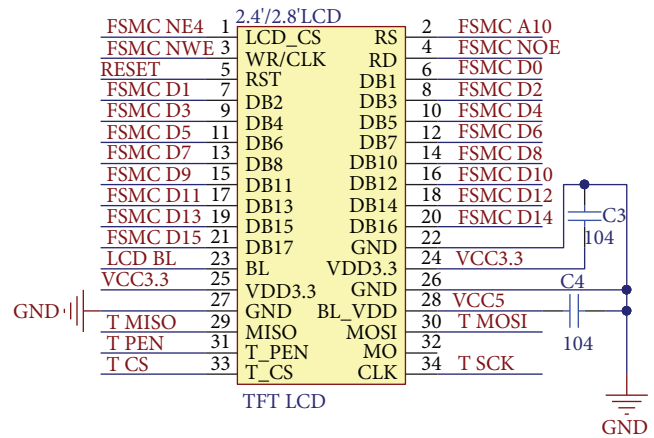 2.4'/2.8'LCD
FSMC NE4 1 LCD_CS RS 2 FSMC A10
FSMC NWE 3 WR/CLK RD 4 FSMC NOE
RESET 5 RST DB1 6 FSMC D0
FSMC D1 7 DB2 DB3 8 FSMC D2
FSMC D3 9 DB4 DB5 10 FSMC D4
FSMC D5 11 DB6 DB7 12 FSMC D6
FSMC D7 13 DB8 DB10 14 FSMC D8
FSMC D9 15 DB11 DB12 16 FSMC D10
FSMC D11 17 DB13 DB14 18 FSMC D12
FSMC D13 19 DB15 DB16 20 FSMC D14
C3
104
FSMC D15 21 DB17 GND 22
LCD BL 23 BL VDD3.3 24 VCC3.3
VCC3.3 25 VDD3.3 GND 26
C4
GND 27 GND BL_VDD 28 VCC5
T MISO 29 MISO MOSI 30 T MOSI
104
T PEN 31 T_PEN MO 32
T CS 33 T_CS CLK 34 T SCK
TFT LCD
GND